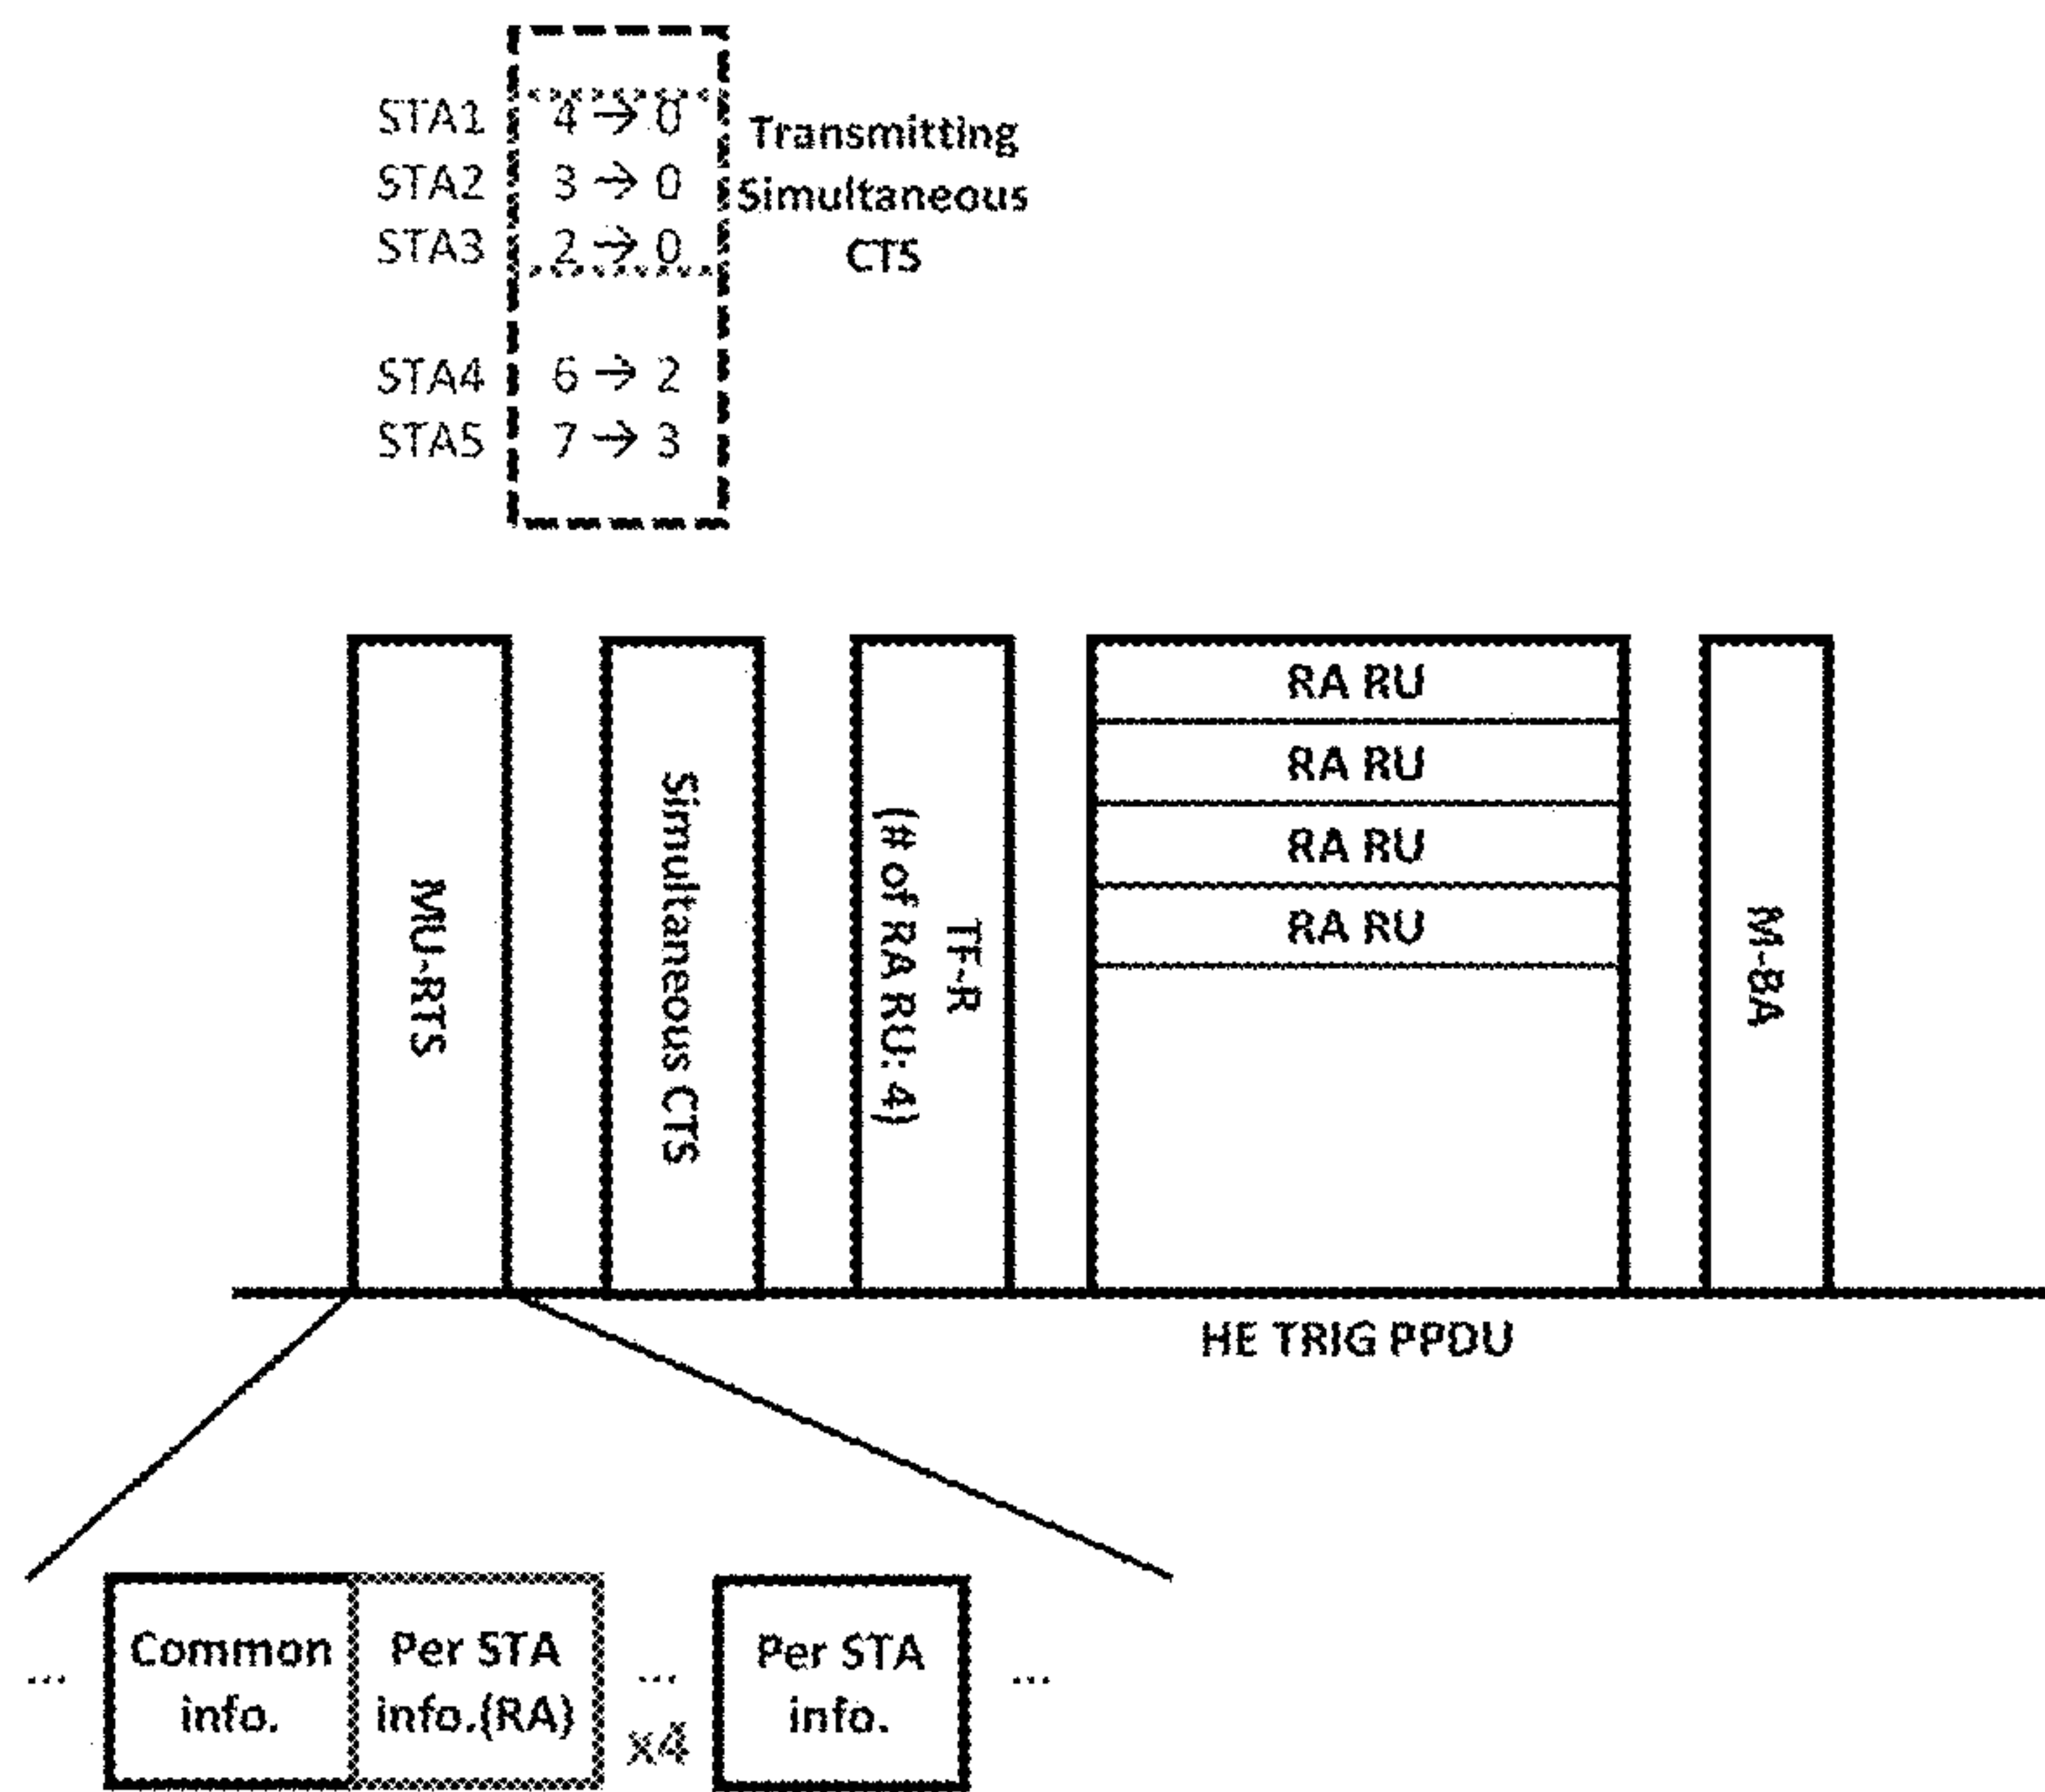 STA1 4 → 0
STA2 3 → 0
STA3 2 → 0
Transmitting
Simultaneous
CTS
STA4 6 → 2
STA5 7 → 3
MU-RTS
Simultaneous CTS
TF-R
(# of RA RU: 4)
RA RU
RA RU
RA RU
RA RU
M-BA
HE TRIG PPDU
...
Common
info.
Per STA
info.(RA)
...
x4
Per STA
info.
...